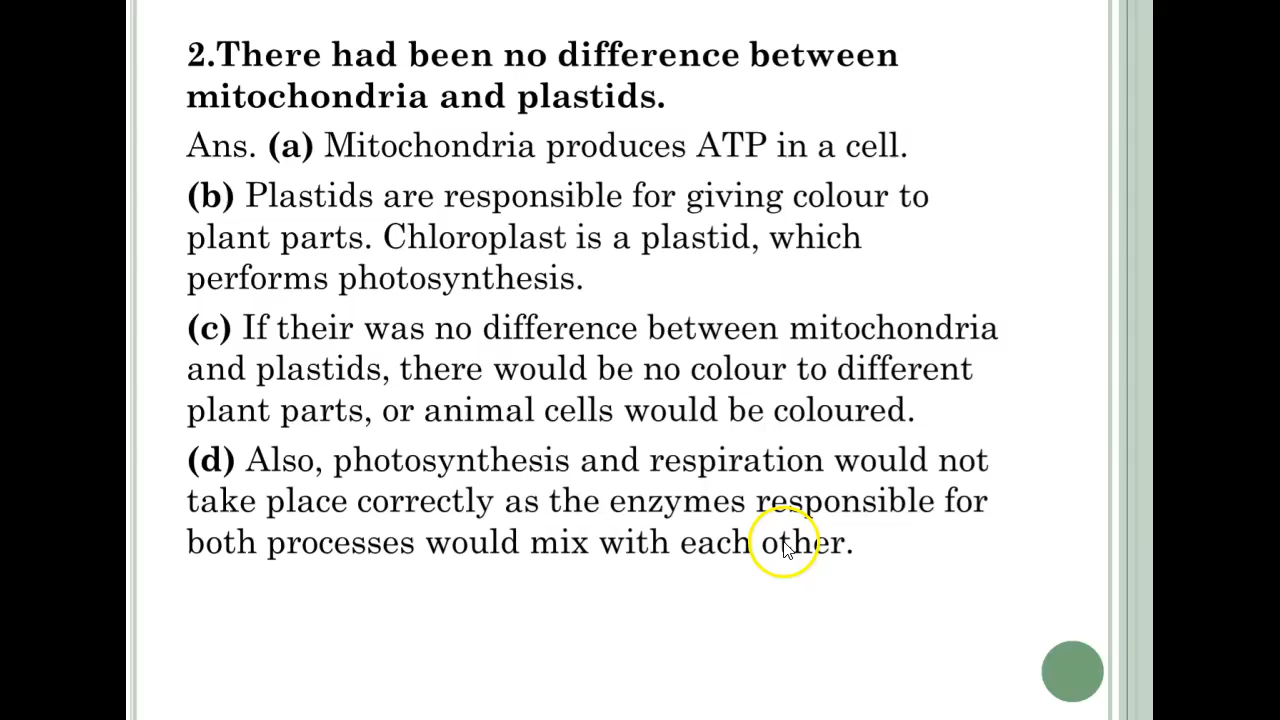 2.There had been no difference between
mitochondria and plastids.
Ans. (a) Mitochondria produces ATP in a cell.
(b) Plastids are responsible for giving colour to
plant parts. Chloroplast is a plastid, which
performs photosynthesis.
(c) If their was no difference between mitochondria
and plastids, there would be no colour to different
plant parts, or animal cells would be coloured.
(d) Also, photosynthesis and respiration would not
take place correctly as the enzymes responsible for
both processes would mix with each other.